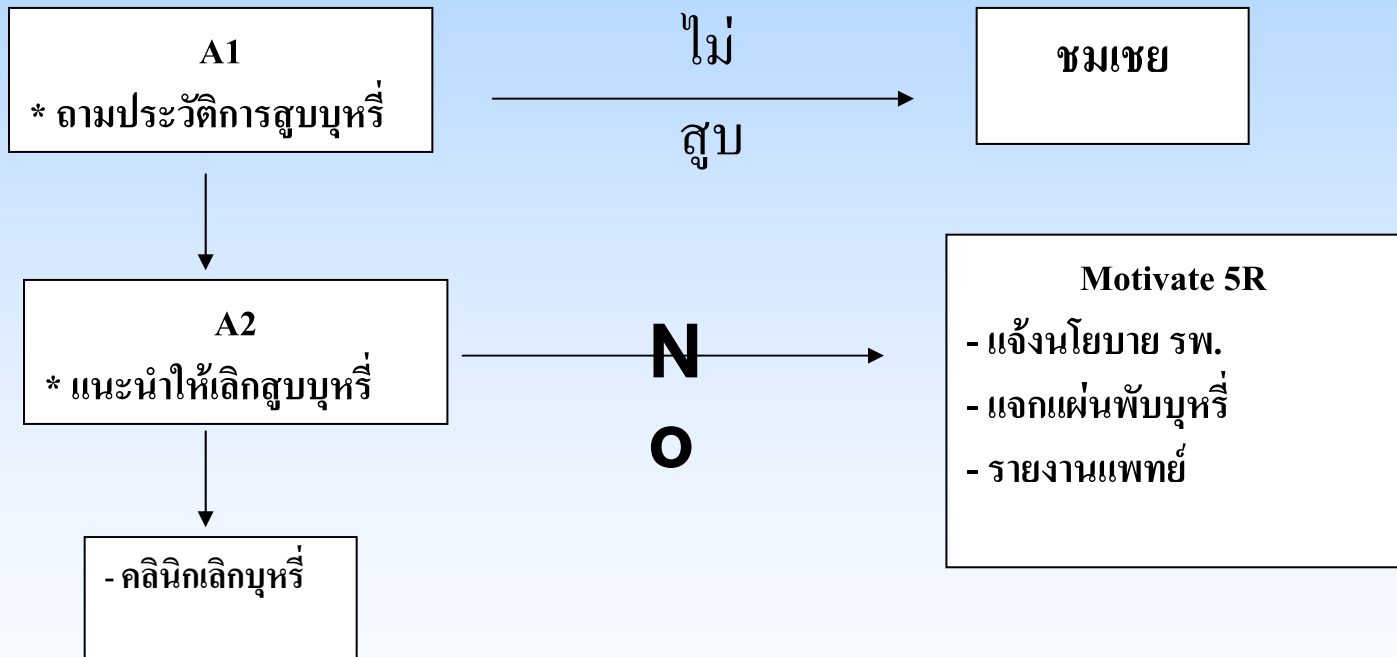 A1
* ถามประวัติการสูบบุหรี่
ไม่
สูบ
ชมเชย
A2
* แนะนำให้เลิกสูบบุหรี่
N
o
Motivate 5R
- แจ้งนโยบาย รพ.
- แจกแผ่นพับบุหรี่
- รายงานแพทย์
- คลินิกเลิกบุหรี่